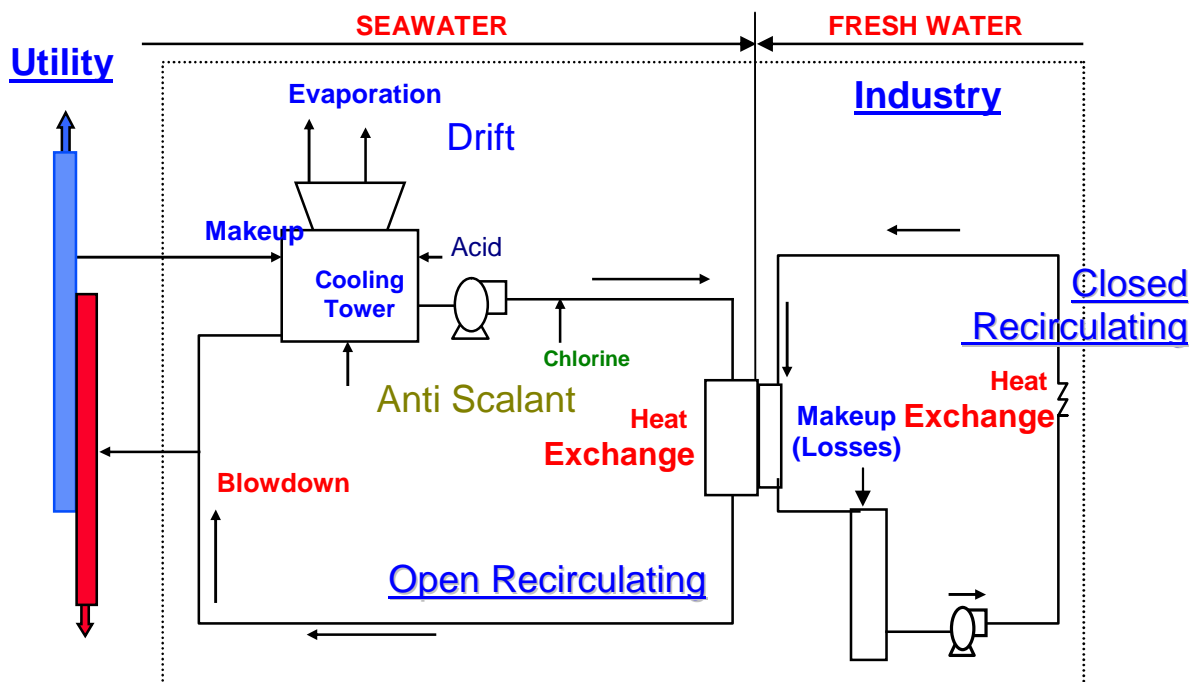 SEAWATER
FRESH WATER
Utility
Industry
Evaporation
Drift
Makeup
Acid
Cooling
Tower
Closed
Recirculating
Chlorine
Anti Scalant
Heat
Exchange
Makeup
(Losses)
Heat
Exchange
Blowdown
Open Recirculating